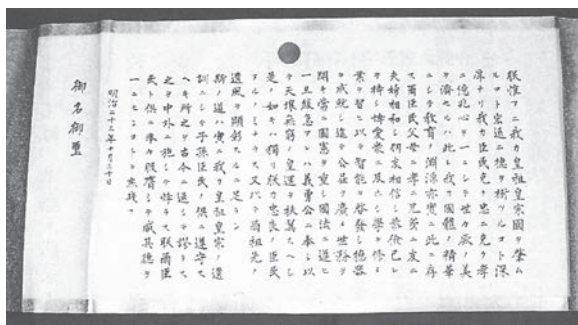 朕惟フニ我カ皇祖皇宗國ヲ肇ム
ルコト宏遠ニ德ヲ樹ツルコト深
厚ナリ我カ臣民克ク忠ニ克ク孝
ニ億兆心ヲ一ニシテ世々厥ノ美
ヲ濟セルハ此レ我カ國體ノ精華
ニシテ敎育ノ淵源亦實ニ此ニ存
ス爾臣民父母ニ孝ニ兄弟ニ友ニ
夫婦相和シ朋友相信シ恭儉己レ
ヲ持シ博愛衆ニ及ホシ學ヲ修メ
業ヲ習ヒ以テ智能ヲ啓發シ德器
ヲ成就シ進テ公益ヲ廣メ世務ヲ
開キ常ニ國憲ヲ重シ國法ニ遵ヒ
一旦緩急アレハ義勇公ニ奉シ以
テ天壤無窮ノ皇運ヲ扶翼スヘシ
是ノ如キハ獨リ朕カ忠良ノ臣民
タルノミナラス又以テ爾祖先ノ
遺風ヲ顯彰スルニ足ラン
斯ノ道ハ實ニ我カ皇祖皇宗ノ遺
訓ニシテ子孫臣民ノ俱ニ遵守ス
ヘキ所之ヲ古今ニ通シテ謬ラス
之ヲ中外ニ施シテ悖ラス朕爾臣
民ト俱ニ拳々服膺シテ咸其德ヲ
一ニセンコトヲ庶幾フ
明治二十三年十月三十日
御名御璽